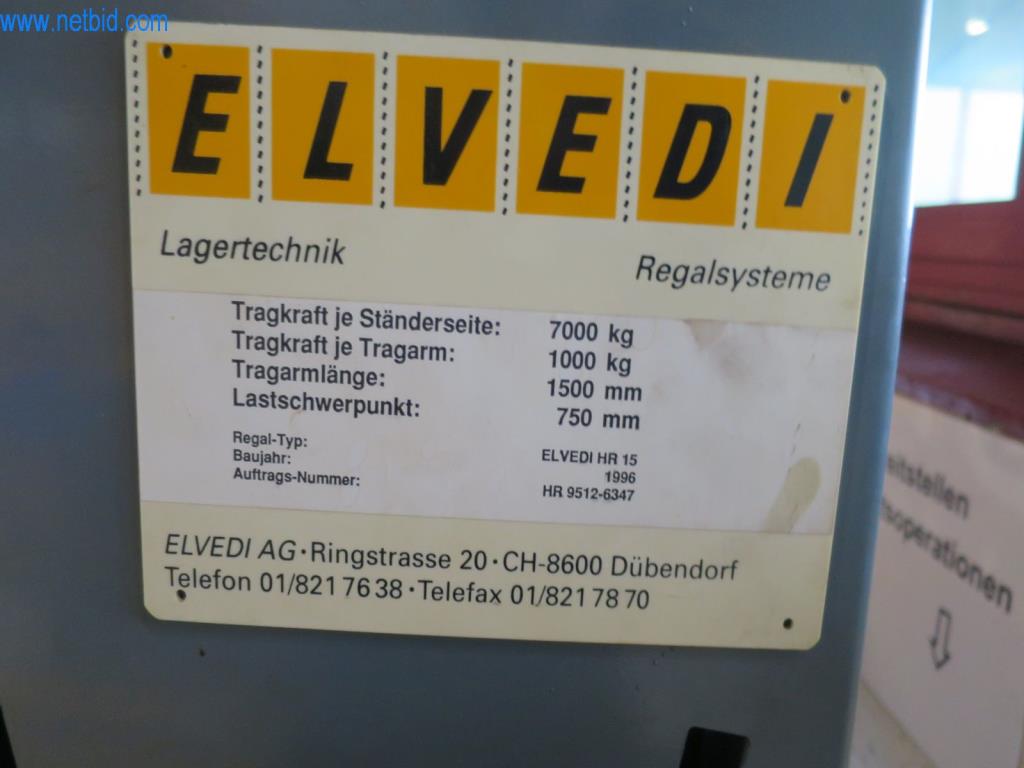 www.netbid.com
ELVEDI
Lagertechnik Regalsysteme
Tragkraft je Ständerseite: 7000 kg
Tragkraft je Tragarm: 1000 kg
Tragarmlänge: 1500 mm
Lastschwerpunkt: 750 mm
Regal-Typ: ELVEDI HR 15
Baujahr: 1996
Auftrags-Nummer: HR 9512-6347
ELVEDI AG · Ringstrasse 20 · CH-8600 Dübendorf
Telefon 01/821 76 38 · Telefax 01/821 78 70